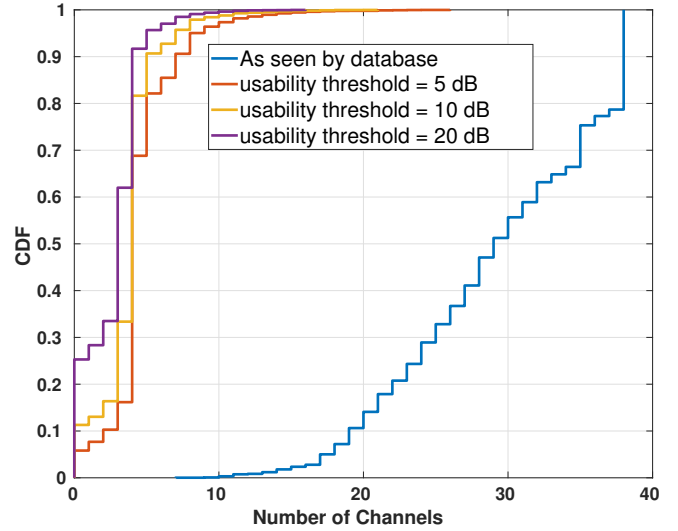 1
0.9
0.8
0.7
0.6
0.5
0.4
0.3
0.2
0.1
0
CDF
As seen by database
usability threshold = 5 dB
usability threshold = 10 dB
usability threshold = 20 dB
0 10 20 30 40
Number of Channels